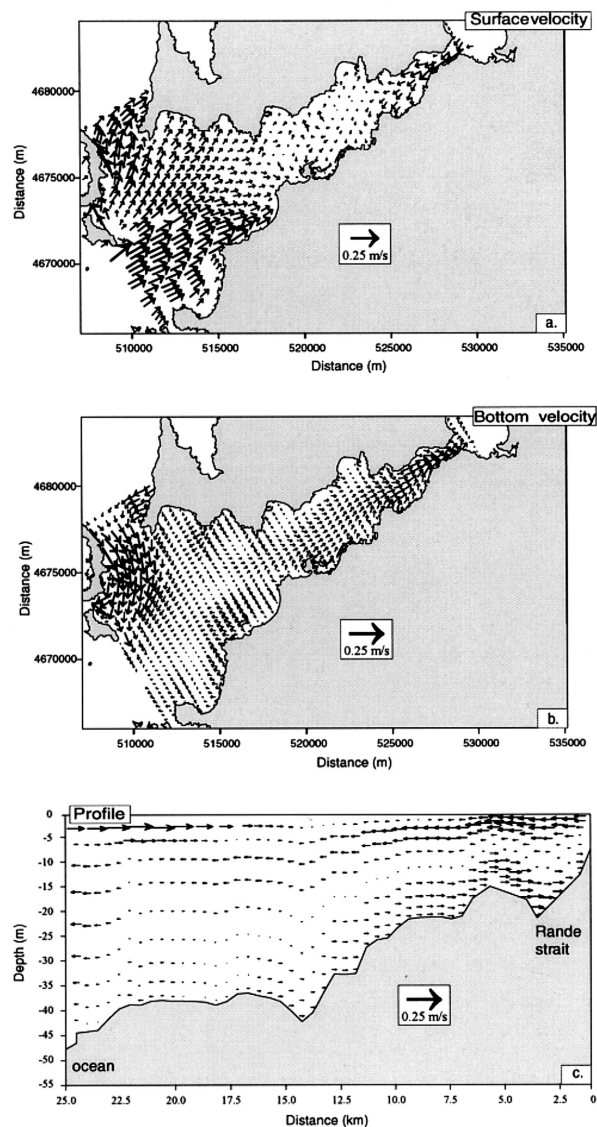 Surface velocity
4680000
4675000
4670000
Distance (m)
0.25 m/s
a.
510000 515000 520000 525000 530000 535000
Distance (m)
Bottom velocity
4680000
4675000
4670000
Distance (m)
0.25 m/s
b.
510000 515000 520000 525000 530000 535000
Distance (m)
Profile
0
-5
-10
-15
-20
-25
-30
-35
-40
-45
-50
-55
Depth (m)
Rande
strait
0.25 m/s
ocean
c.
25.0 22.5 20.0 17.5 15.0 12.5 10.0 7.5 5.0 2.5 0
Distance (km)